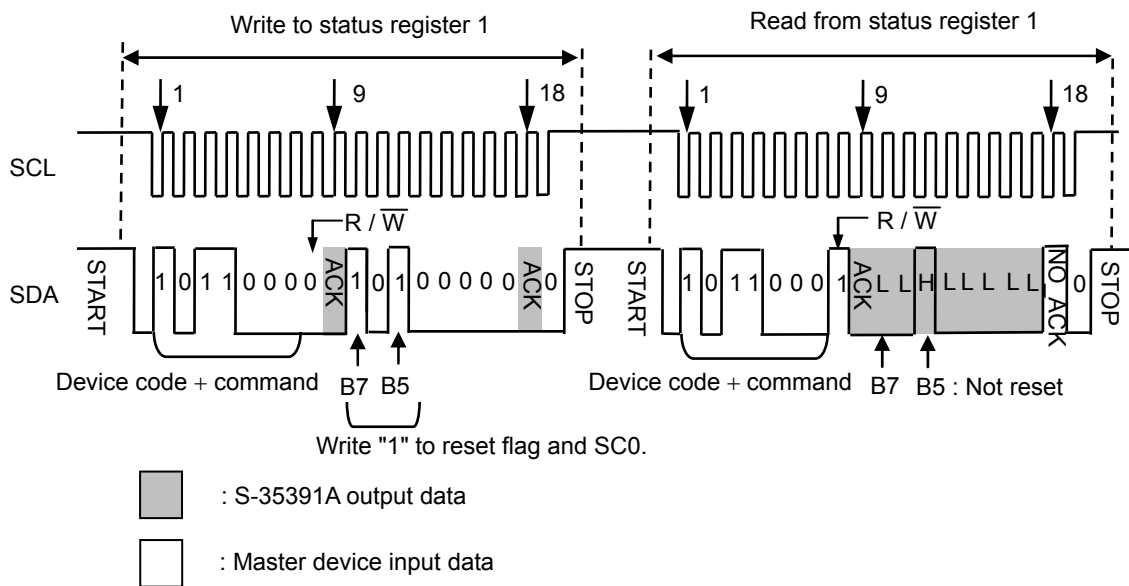 Write to status register 1
Read from status register 1
1 9 18 1 9 18
SCL
R / W̅ R / W̅
SDA START 1 0 1 1 0 0 0 0 ACK 1 0 1 0 0 0 0 0 ACK 0 STOP START 1 0 1 1 0 0 0 1 ACK L L H L L L L L NO_ACK 0 STOP
Device code + command B7 B5 Device code + command B7 B5 : Not reset
Write "1" to reset flag and SC0.
: S-35391A output data
: Master device input data